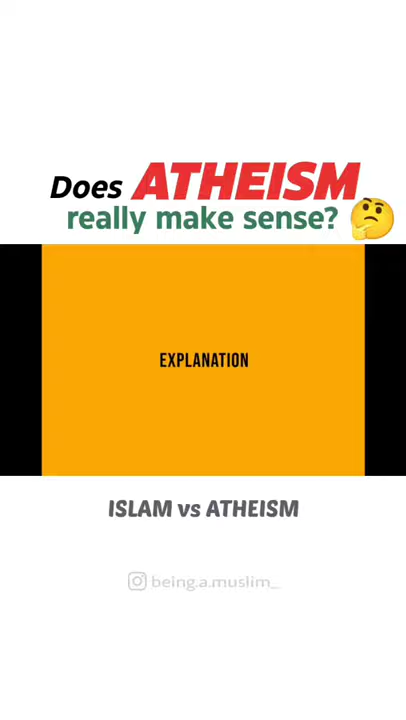 Does ATHEISM
really make sense?
EXPLANATION
ISLAM vs ATHEISM
being.a.muslim_